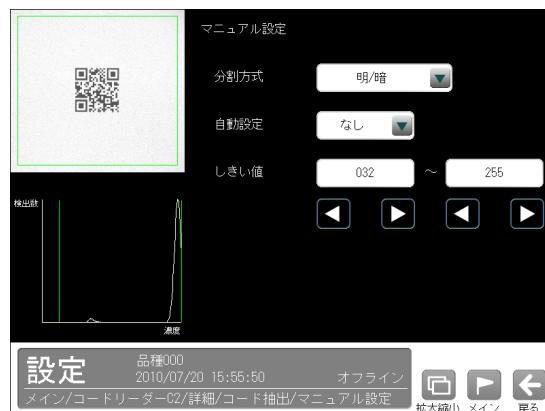 マニュアル設定
分割方式
明/暗
自動設定
なし
しきい値
032 ～ 255
検出数
濃度
設定
品種000
2010/07/20 15:55:50
オフライン
メイン/コードリーダーC2/詳細/コード抽出/マニュアル設定
拡大縮小 メイン 戻る